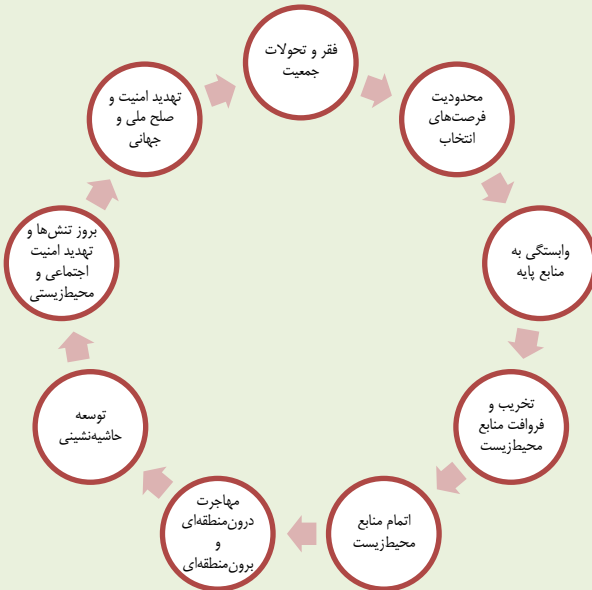 فقر و تحولات
جمعیت
محدودیت
فرصت‌های
انتخاب
وابستگی به
منابع پایه
تخریب و
فروافت منابع
محیط‌زیست
اتمام منابع
محیط‌زیست
مهاجرت
درون‌منطقه‌ای
و
برون‌منطقه‌ای
توسعه
حاشیه‌نشینی
بروز تنش‌ها و
تهدید امنیت
اجتماعی و
محیط‌زیستی
تهدید امنیت و
صلح ملی و
جهانی